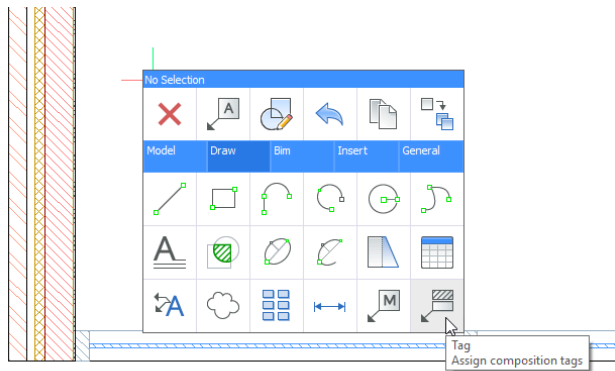 No Selection
A
Model Draw Bim Insert General
A
A
M
Tag
Assign composition tags